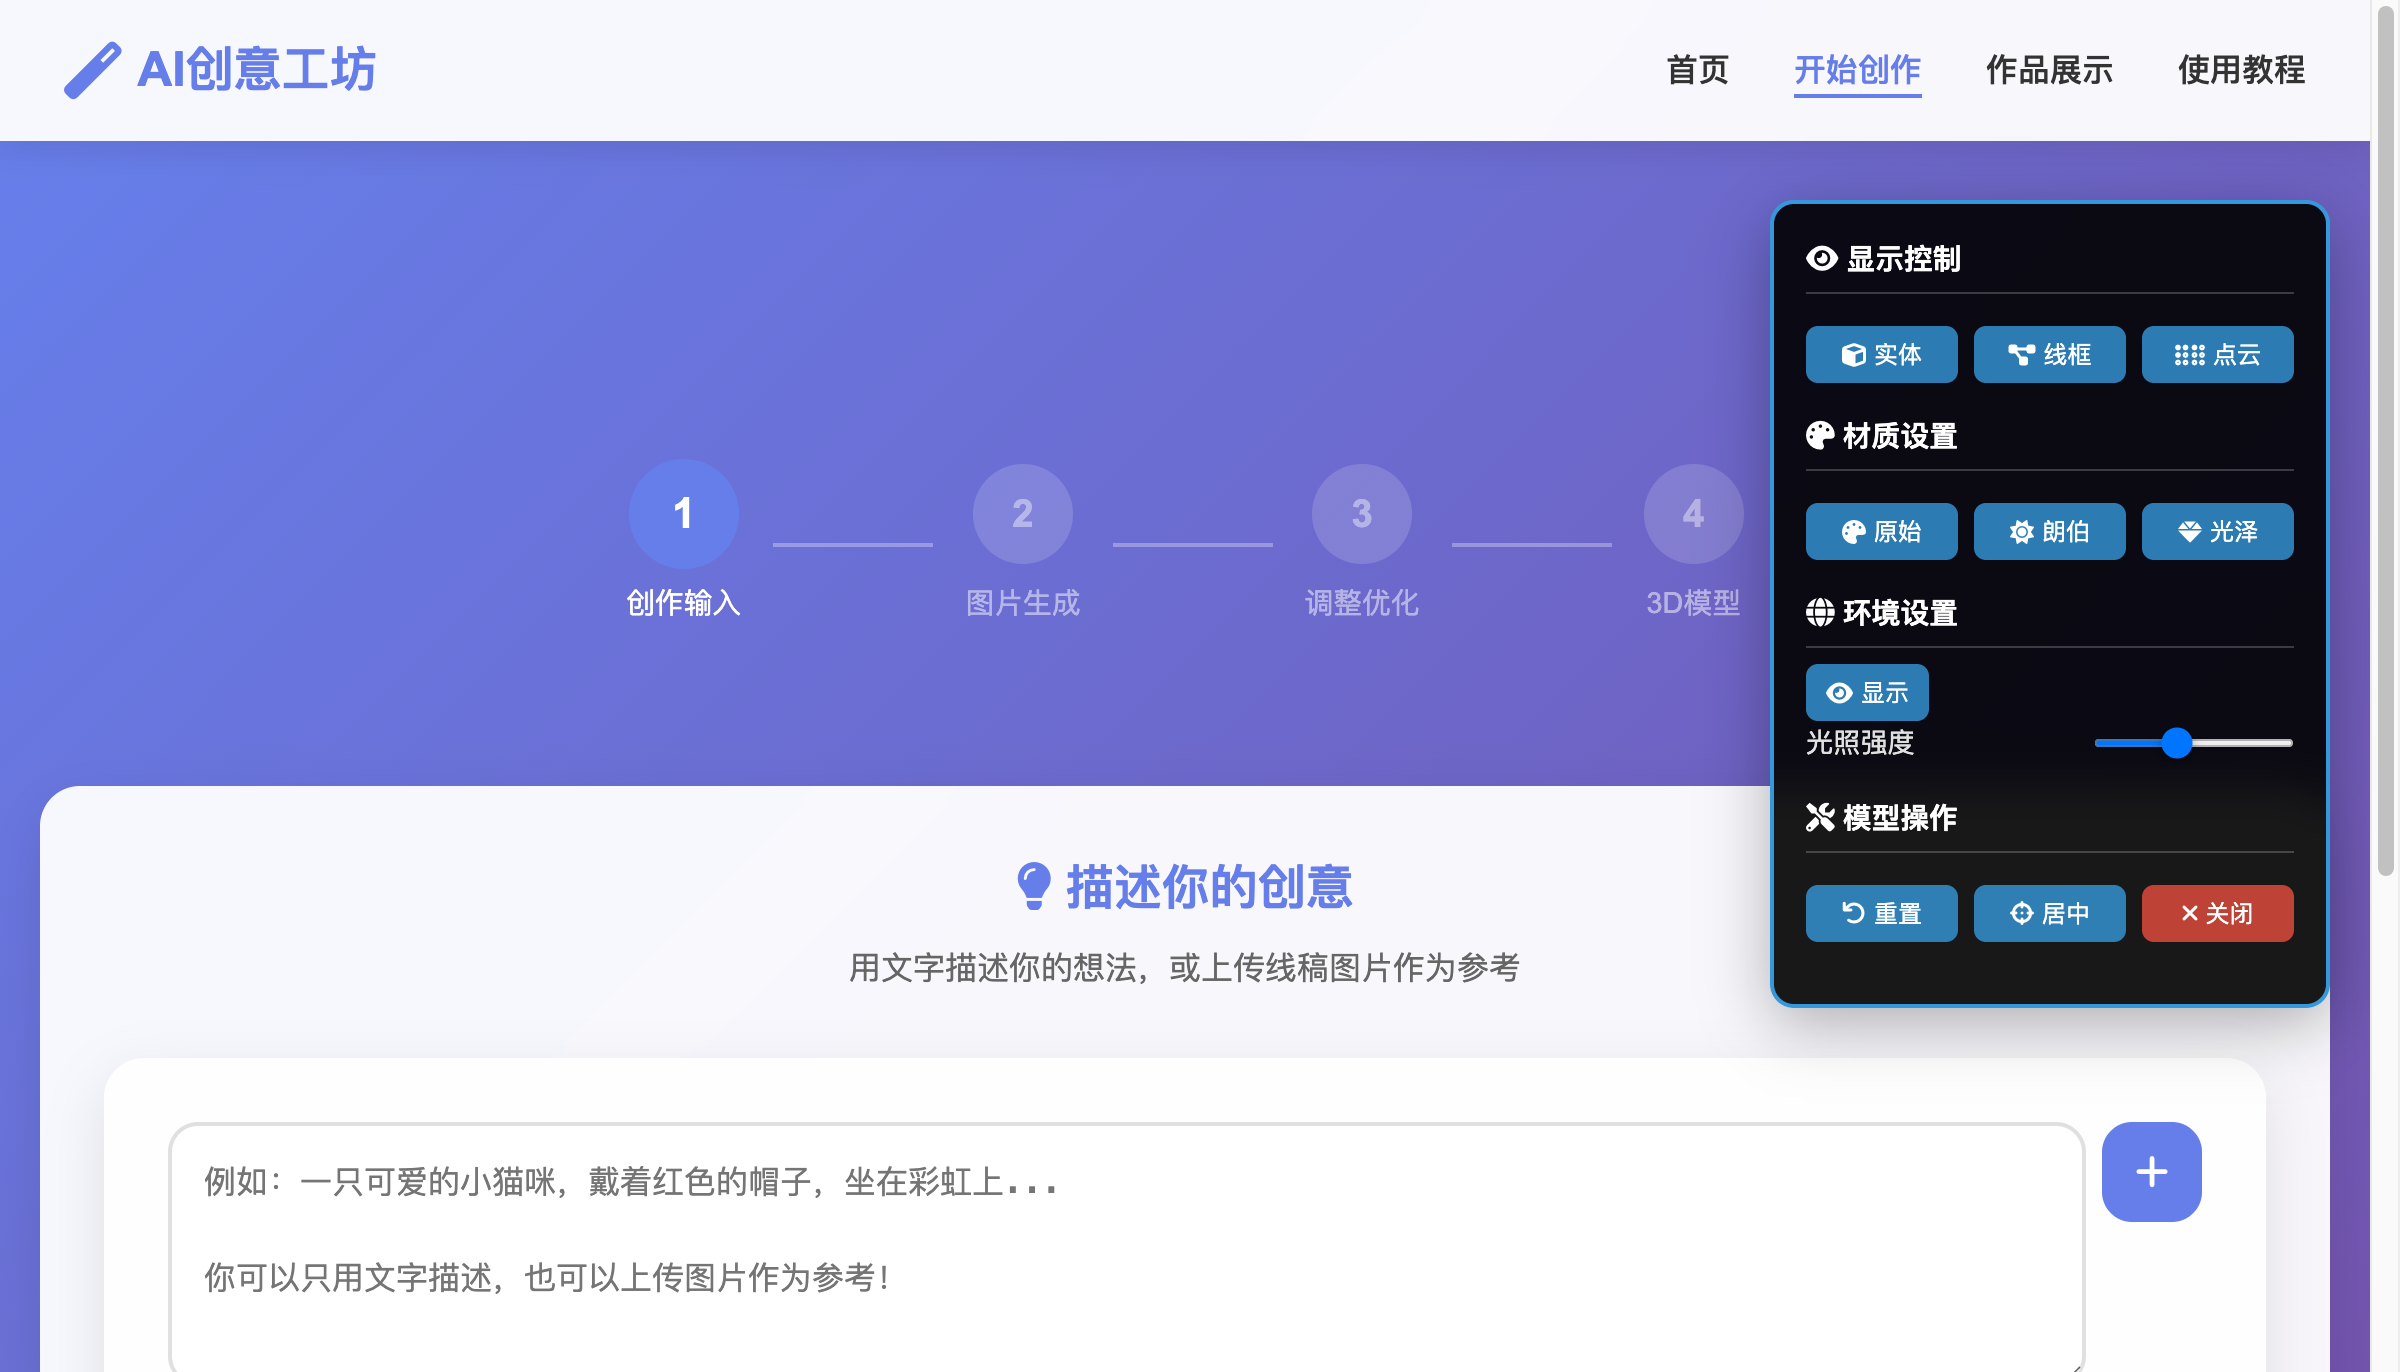 AI创意工坊
首页 开始创作 作品展示 使用教程
显示控制
实体 线框 点云
材质设置
原始 朗伯 光泽
环境设置
显示
光照强度
模型操作
重置 居中 关闭
1 2 3 4
创作输入 图片生成 调整优化 3D模型
描述你的创意
用文字描述你的想法，或上传线稿图片作为参考
例如：一只可爱的小猫咪，戴着红色的帽子，坐在彩虹上...
你可以只用文字描述，也可以上传图片作为参考！